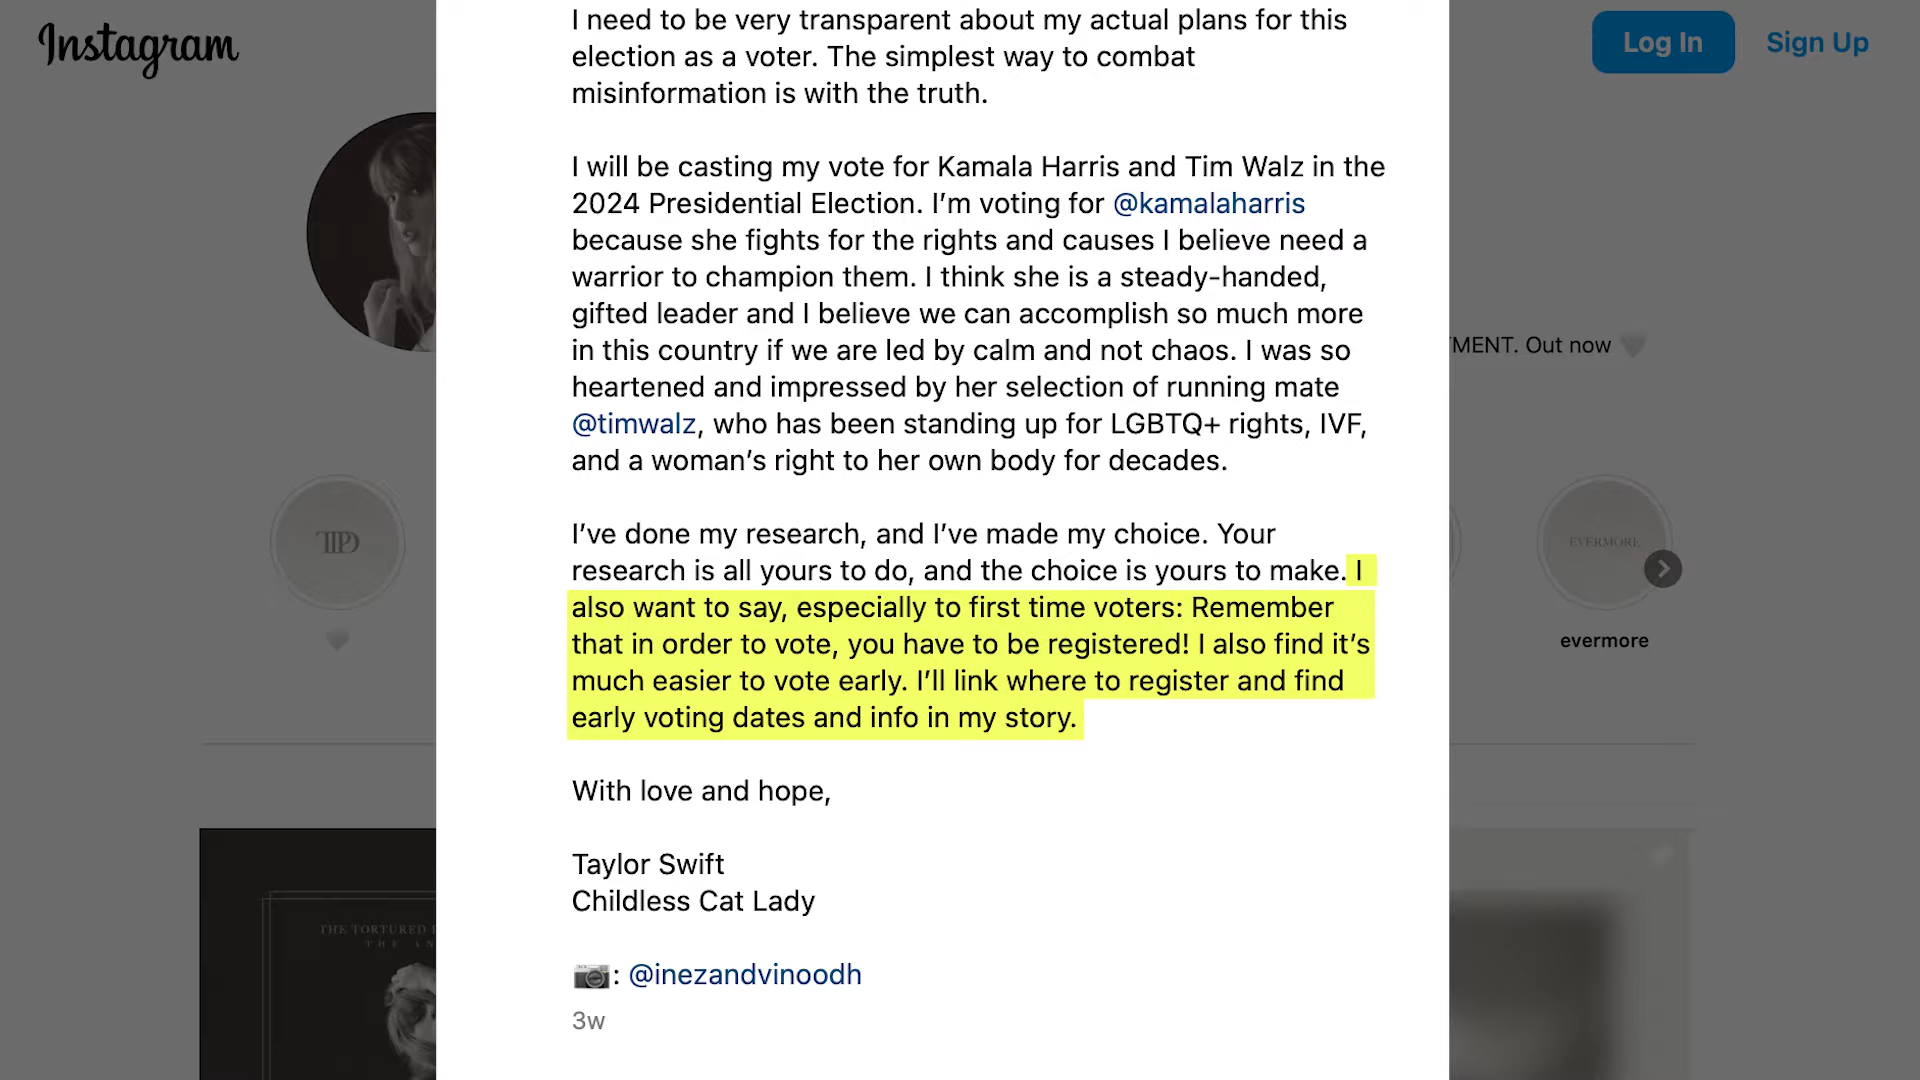 Instagram
Log In
Sign Up
I need to be very transparent about my actual plans for this
election as a voter. The simplest way to combat
misinformation is with the truth.
I will be casting my vote for Kamala Harris and Tim Walz in the
2024 Presidential Election. I’m voting for @kamalaharris
because she fights for the rights and causes I believe need a
warrior to champion them. I think she is a steady-handed,
gifted leader and I believe we can accomplish so much more
in this country if we are led by calm and not chaos. I was so
heartened and impressed by her selection of running mate
@timwalz, who has been standing up for LGBTQ+ rights, IVF,
and a woman’s right to her own body for decades.
I’ve done my research, and I’ve made my choice. Your
research is all yours to do, and the choice is yours to make. I
also want to say, especially to first time voters: Remember
that in order to vote, you have to be registered! I also find it’s
much easier to vote early. I’ll link where to register and find
early voting dates and info in my story.
With love and hope,
Taylor Swift
Childless Cat Lady
📷: @inezandvinoodh
3w
MENT. Out now 🤍
TTPD
EVERMORE
evermore
THE TORTURED
THE AN